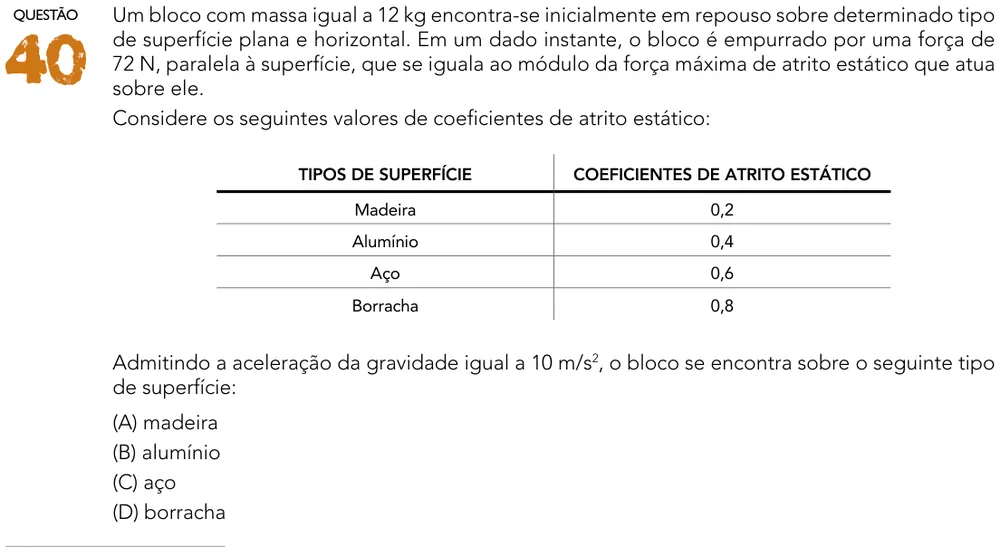 QUESTÃO
40
Um bloco com massa igual a 12 kg encontra-se inicialmente em repouso sobre determinado tipo
de superfície plana e horizontal. Em um dado instante, o bloco é empurrado por uma força de
72 N, paralela à superfície, que se iguala ao módulo da força máxima de atrito estático que atua
sobre ele.
Considere os seguintes valores de coeficientes de atrito estático:
TIPOS DE SUPERFÍCIE COEFICIENTES DE ATRITO ESTÁTICO
Madeira 0,2
Alumínio 0,4
Aço 0,6
Borracha 0,8
Admitindo a aceleração da gravidade igual a 10 m/s², o bloco se encontra sobre o seguinte tipo
de superfície:
(A) madeira
(B) alumínio
(C) aço
(D) borracha